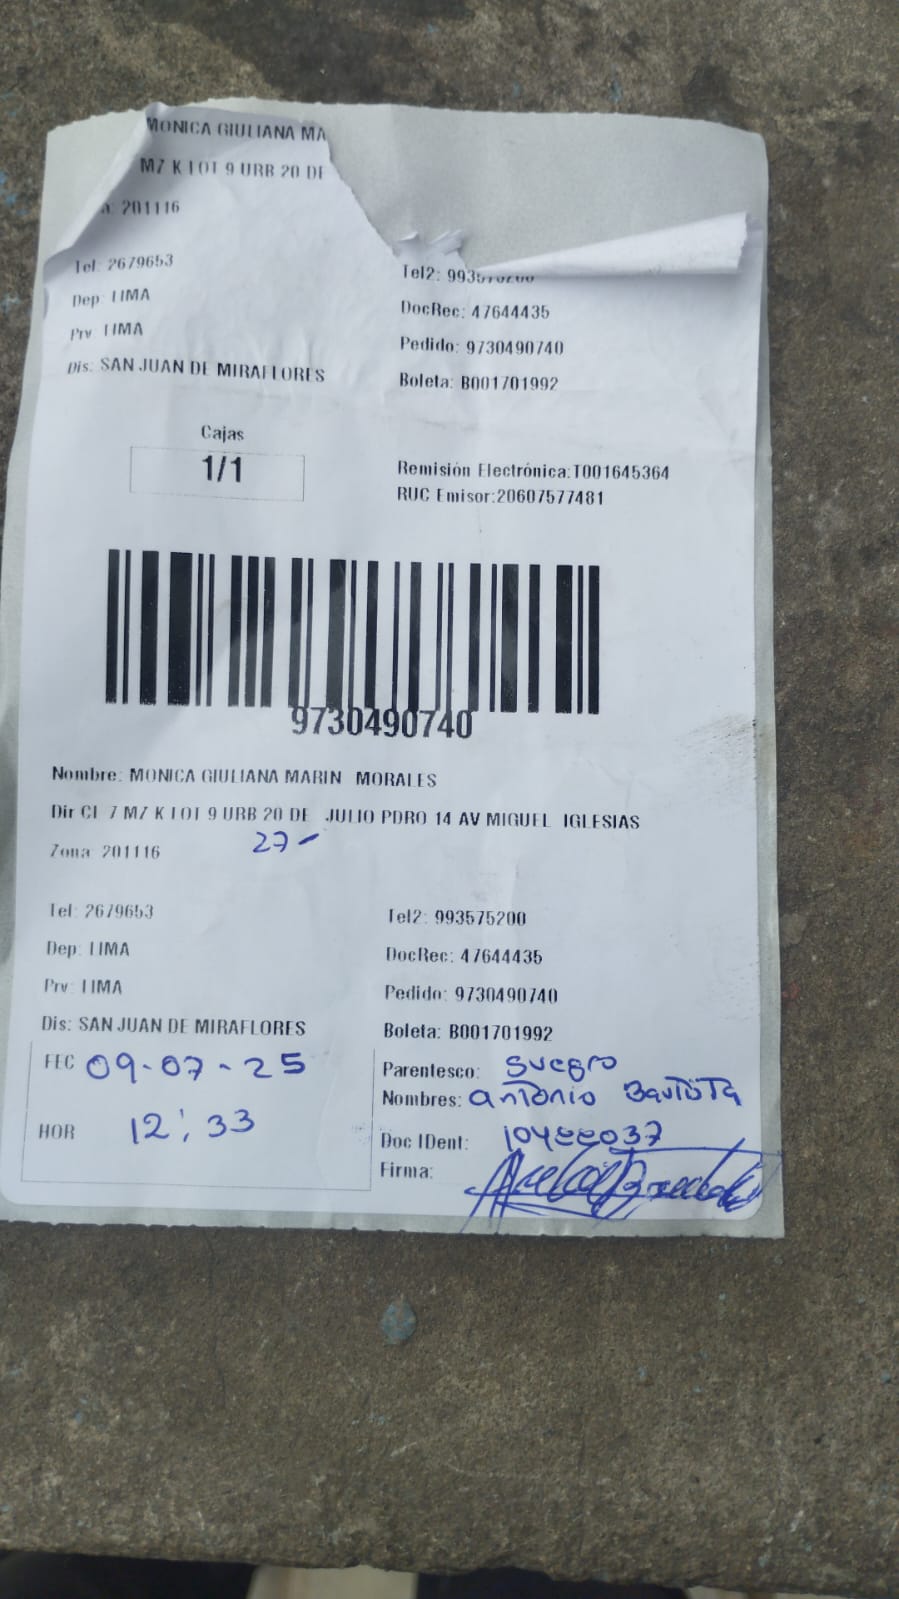 MONICA GIULIANA MA
MZ K LOT 9 URB 20 DE
a: 201116
Tel: 2679653
Tel2:
Dep: LIMA
DocRec: 47644435
Prv: LIMA
Pedido: 9730490740
Dis: SAN JUAN DE MIRAFLORES
Boleta: B001701992
Cajas
1/1
Remisión Electrónica:T001645364
RUC Emisor:20607577481
9730490740
Nombre: MONICA GIULIANA MARIN MORALES
Dir CL 7 MZ K LOT 9 URB 20 DE JULIO PDRO 14 AV MIGUEL IGLESIAS
27-
Zona: 201116
Tel: 2679653
Tel2: 993575200
Dep: LIMA
DocRec: 47644435
Prv: LIMA
Pedido: 9730490740
Dis: SAN JUAN DE MIRAFLORES
Boleta: B001701992
FEC 09-07-25
Parentesco: suegro
Nombres: antonio Bautista
HOR 12:33
Doc IDent:
Firma: